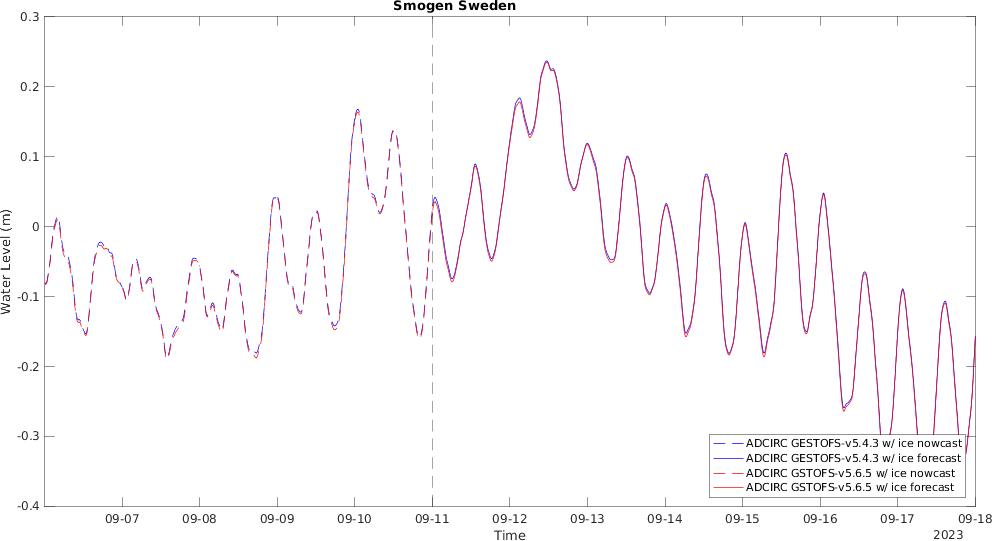 Smogen Sweden
0.3
0.2
0.1
0
-0.1
-0.2
-0.3
-0.4
Water Level (m)
ADCIRC GESTOFS-v5.4.3 w/ ice nowcast
ADCIRC GESTOFS-v5.4.3 w/ ice forecast
ADCIRC GSTOFS-v5.6.5 w/ ice nowcast
ADCIRC GSTOFS-v5.6.5 w/ ice forecast
09-07 09-08 09-09 09-10 09-11 09-12 09-13 09-14 09-15 09-16 09-17 09-18
Time
2023